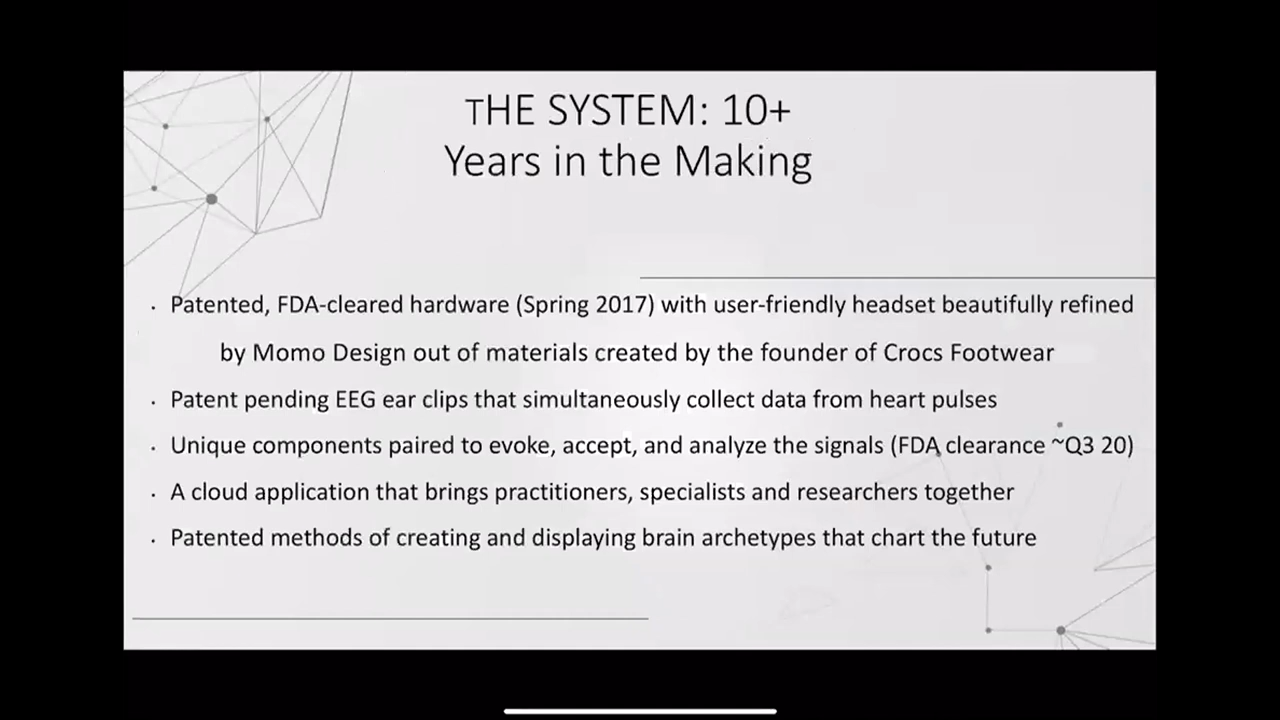 THE SYSTEM: 10+
Years in the Making
· Patented, FDA-cleared hardware (Spring 2017) with user-friendly headset beautifully refined
by Momo Design out of materials created by the founder of Crocs Footwear
· Patent pending EEG ear clips that simultaneously collect data from heart pulses
· Unique components paired to evoke, accept, and analyze the signals (FDA clearance ~Q3 20)
· A cloud application that brings practitioners, specialists and researchers together
· Patented methods of creating and displaying brain archetypes that chart the future